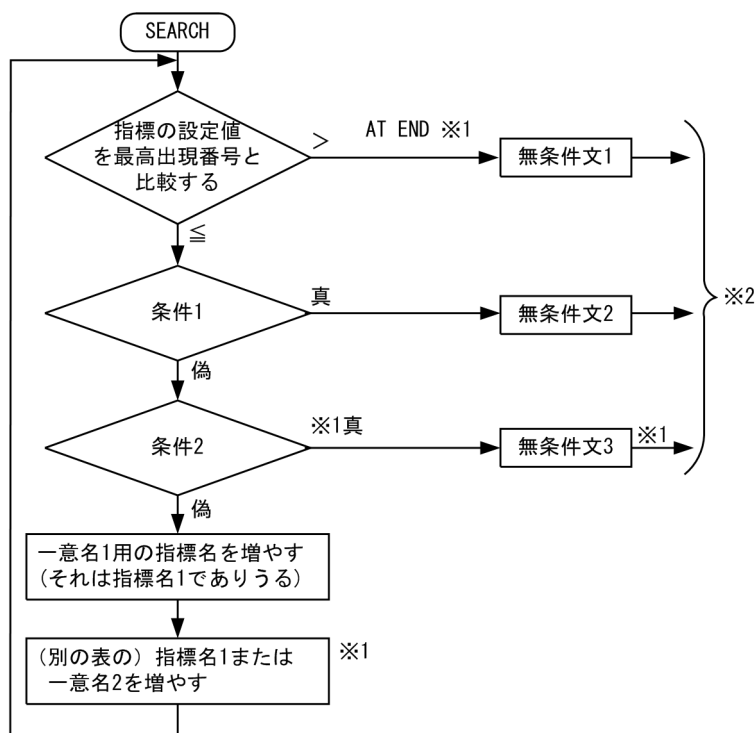 SEARCH
指標の設定値
を最高出現番号と
比較する
>
AT END ※1
無条件文1
≦
条件1
真
無条件文2
※2
偽
条件2
※1真
無条件文3
※1
偽
一意名1用の指標名を増やす
(それは指標名1でありうる)
(別の表の) 指標名1または
一意名2を増やす
※1